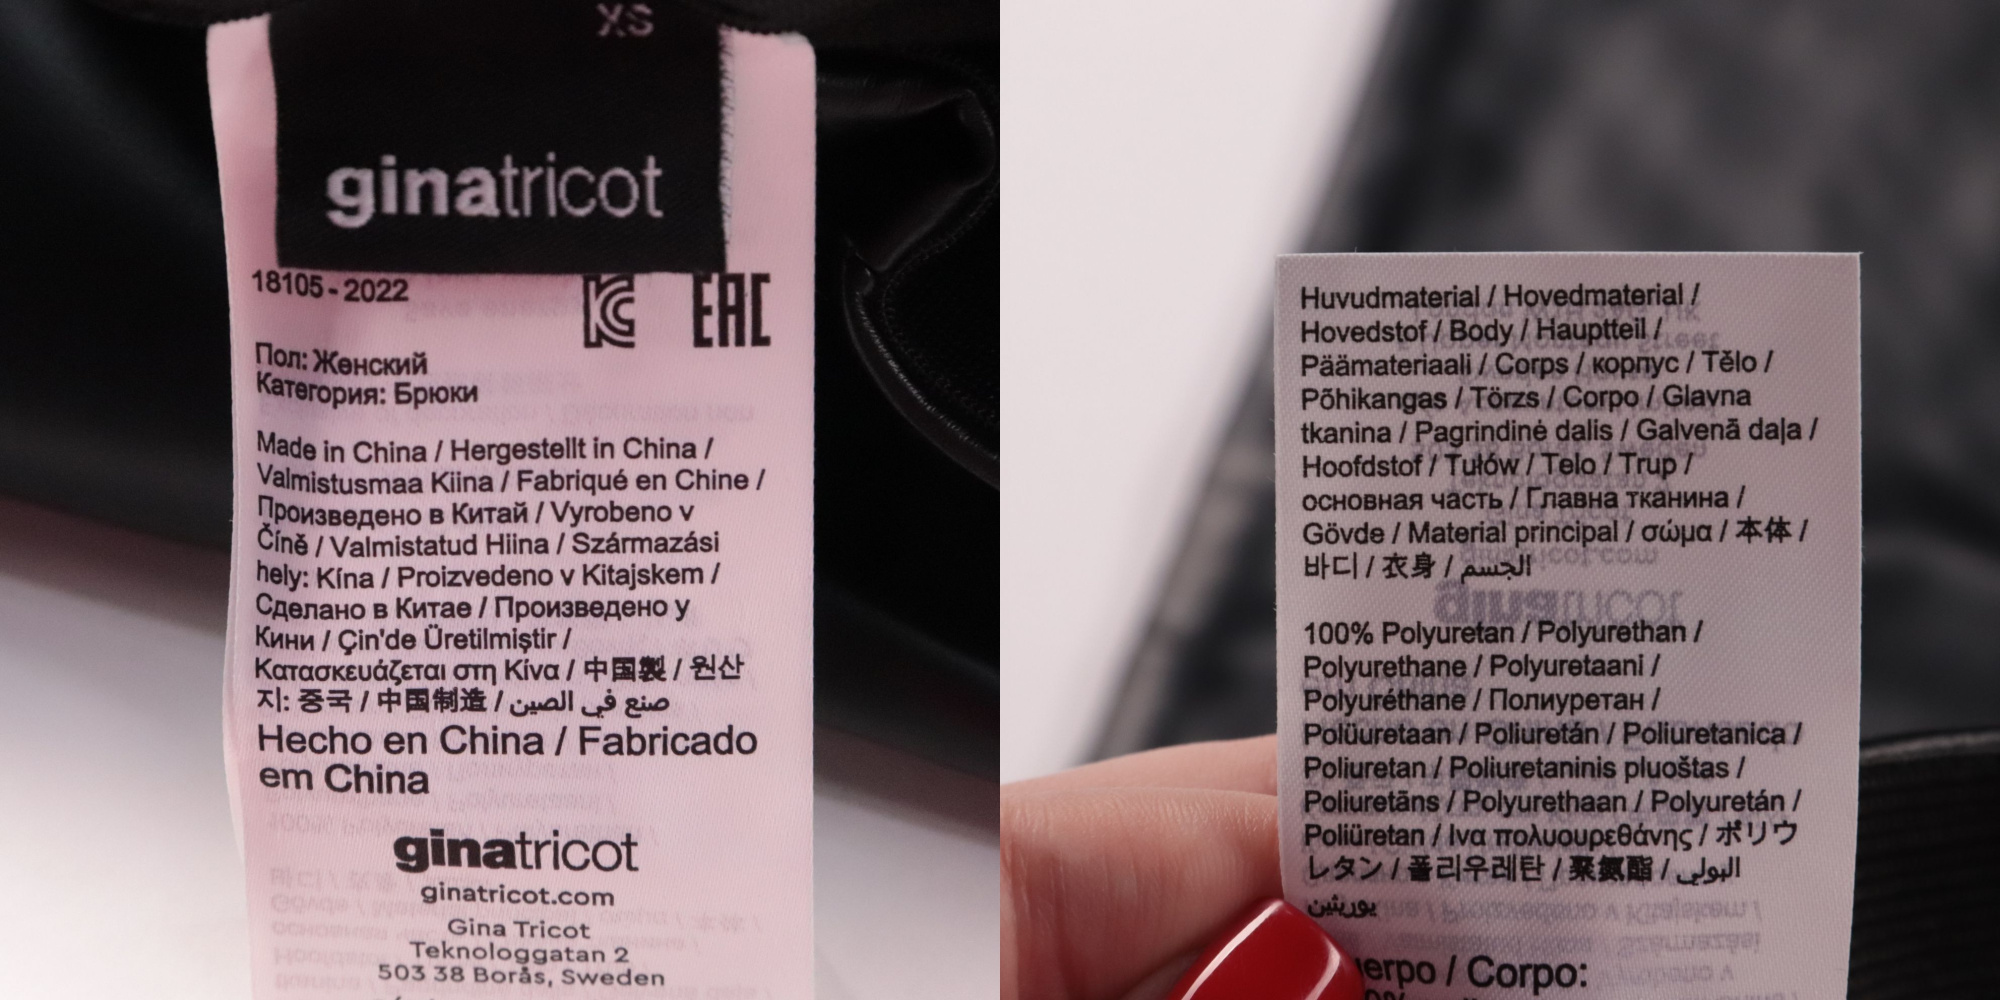 XS
ginatricot
18105-2022
EAC
Пол: Женский
Категория: Брюки
Made in China / Hergestellt in China /
Valmistusmaa Kiina / Fabriqué en Chine /
Произведено в Китай / Vyrobeno v
Číně / Valmistatud Hiina / Származási
hely: Kína / Proizvedeno v Kitajskem /
Сделано в Китае / Произведено у
Кини / Çin'de Üretilmiştir /
Κατασκευάζεται στη Κίνα / 中国製 / 원산
지: 중국 / 中国制造 / صنع في الصين
Hecho en China / Fabricado
em China
ginatricot
ginatricot.com
Gina Tricot
Teknologgatan 2
503 38 Borås, Sweden
Huvudmaterial / Hovedmaterial /
Hovedstof / Body / Hauptteil /
Päämateriaali / Corps / корпус / Tělo /
Põhikangas / Törzs / Corpo / Glavna
tkanina / Pagrindinė dalis / Galvenā daļa /
Hoofdstof / Tułów / Telo / Trup /
основная часть / Главна тканина /
Gövde / Material principal / σώμα / 本体 /
바디 / 衣身 / الجسم
100% Polyuretan / Polyurethan /
Polyurethane / Polyuretaani /
Polyuréthane / Полиуретан /
Polüuretaan / Poliuretán / Poliuretanica /
Poliuretan / Poliuretaninis pluoštas /
Poliuretāns / Polyurethaan / Polyuretán /
Poliüretan / Ινα πολυουρεθάνης / ポリウ
レタン / 폴리우레탄 / 聚氨酯 / البولي
يوريثين
/ Corpo: